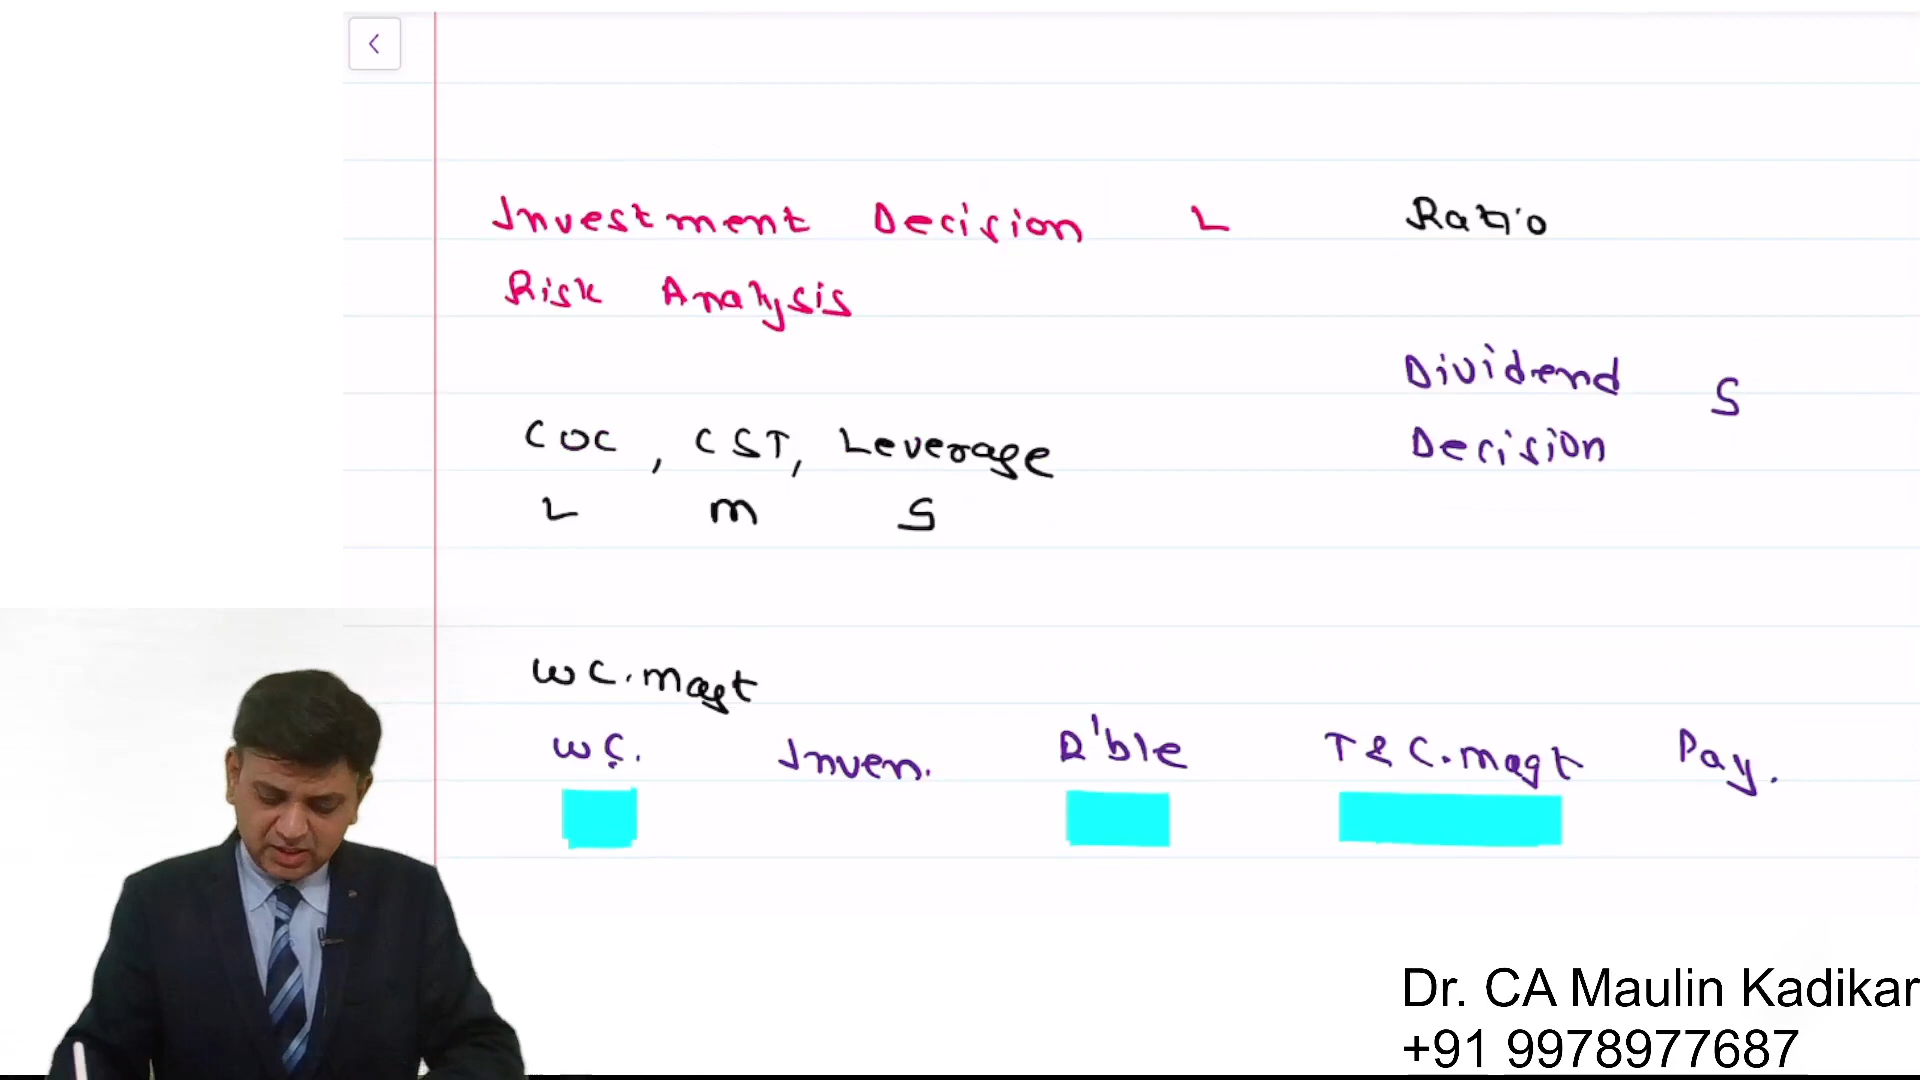 Investment Decision L Ratio
Risk Analysis
Dividend S
Decision
COC, CST, Leverage
L M S
WC. Magt
WC. Inven. R'ble T & C. Magt Pay.
Dr. CA Maulin Kadikar
+91 9978977687